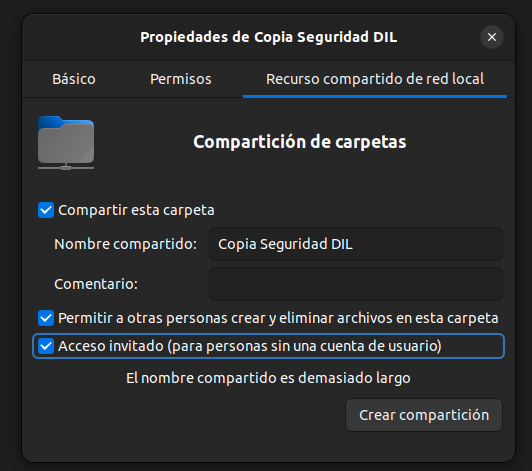 Propiedades de Copia Seguridad DIL
Básico Permisos Recurso compartido de red local
Compartición de carpetas
Compartir esta carpeta
Nombre compartido: Copia Seguridad DIL
Comentario:
Permitir a otras personas crear y eliminar archivos en esta carpeta
Acceso invitado (para personas sin una cuenta de usuario)
El nombre compartido es demasiado largo
Crear compartición